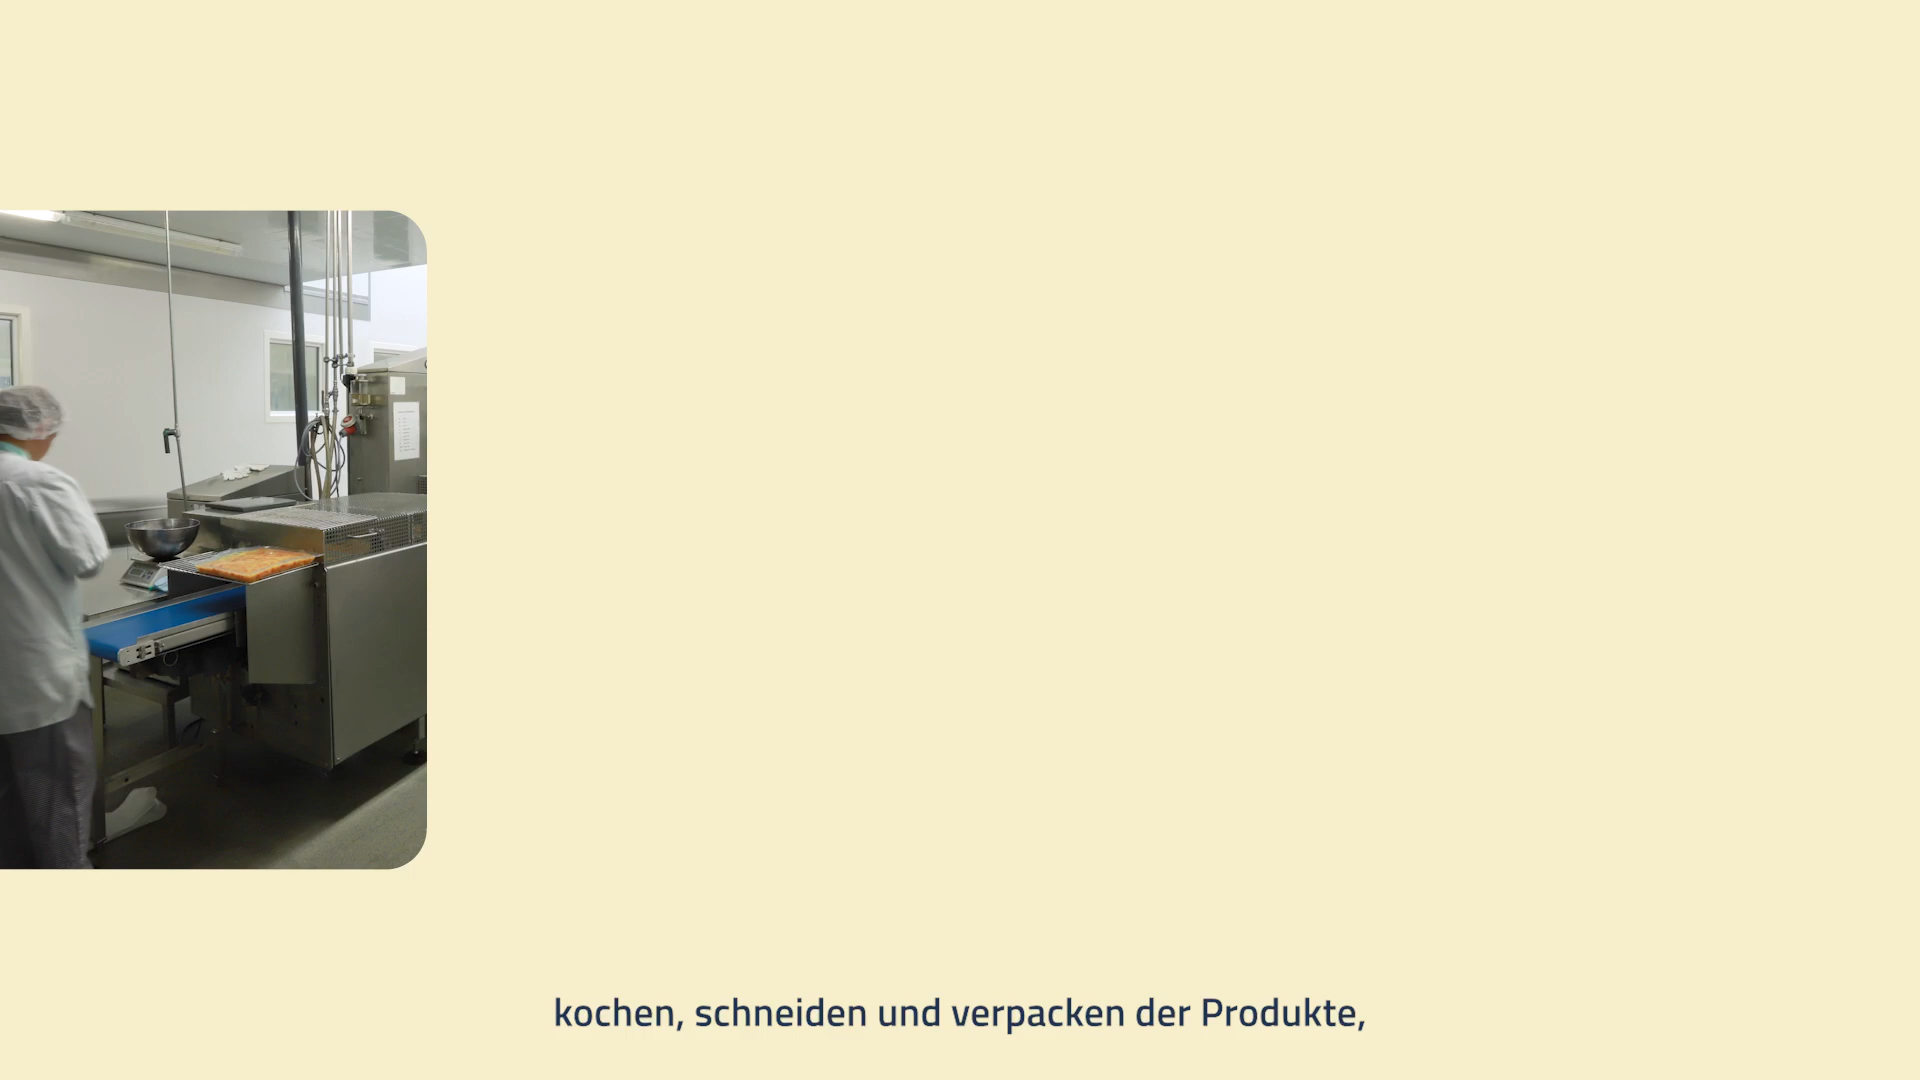 kochen, schneiden und verpacken der Produkte,